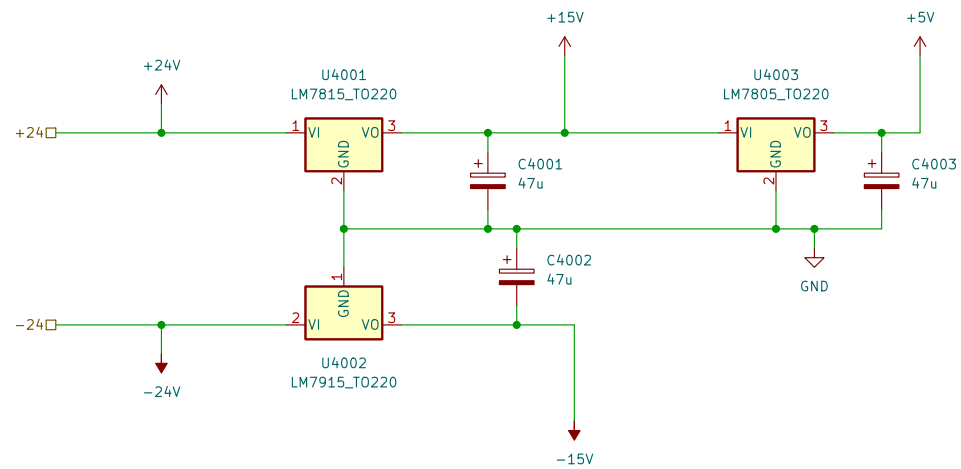 +15V
+5V
+24V
U4001
LM7815_TO220
U4003
LM7805_TO220
+24
1
VI
VO
3
GND
2
1
VI
VO
3
GND
2
+
C4001
47u
+
C4003
47u
+
C4002
47u
GND
1
GND
-24
2
VI
VO
3
U4002
LM7915_TO220
-24V
-15V